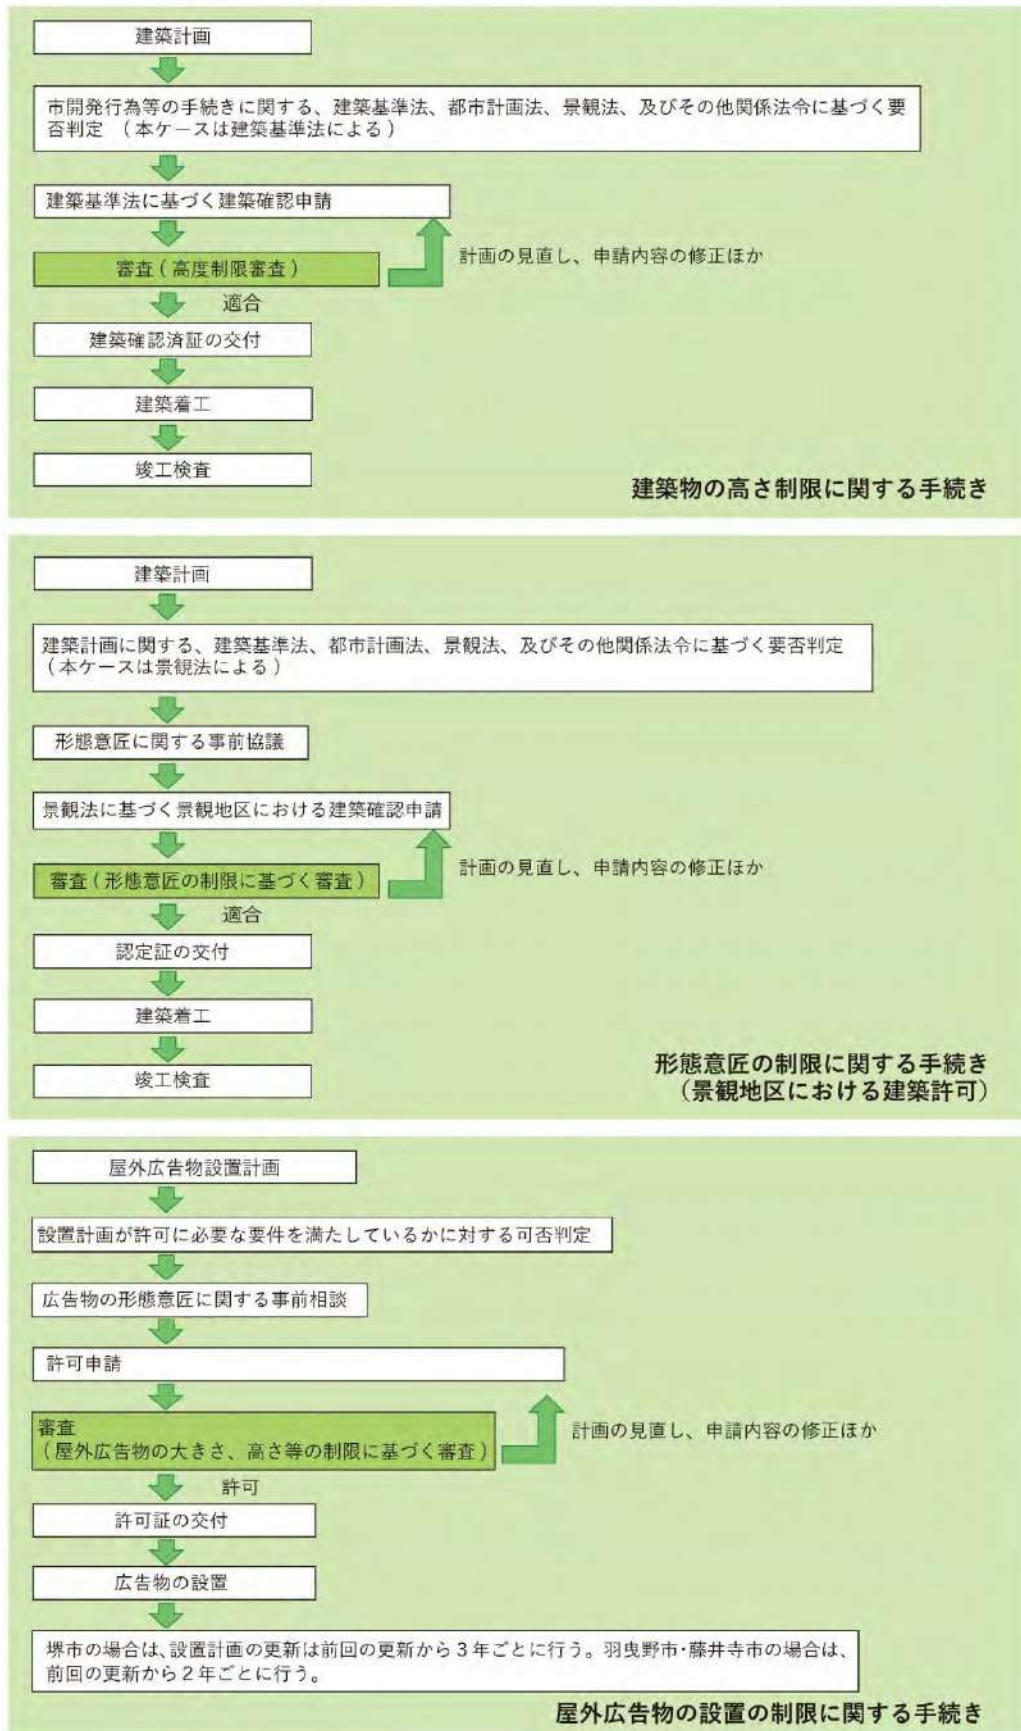 建築計画
市開発行為等の手続きに関する、建築基準法、都市計画法、景観法、及びその他関係法令に基づく要
否判定　（本ケースは建築基準法による）
建築基準法に基づく建築確認申請
計画の見直し、申請内容の修正ほか
審査（高度制限審査）
適合
建築確認済証の交付
建築着工
竣工検査
建築物の高さ制限に関する手続き
建築計画
建築計画に関する、建築基準法、都市計画法、景観法、及びその他関係法令に基づく要否判定
（本ケースは景観法による）
形態意匠に関する事前協議
景観法に基づく景観地区における建築確認申請
計画の見直し、申請内容の修正ほか
審査（形態意匠の制限に基づく審査）
適合
認定証の交付
建築着工
竣工検査
形態意匠の制限に関する手続き
（景観地区における建築許可）
屋外広告物設置計画
設置計画が許可に必要な要件を満たしているかに対する可否判定
広告物の形態意匠に関する事前相談
許可申請
審査
（屋外広告物の大きさ、高さ等の制限に基づく審査）
計画の見直し、申請内容の修正ほか
許可
許可証の交付
広告物の設置
堺市の場合は、設置計画の更新は前回の更新から３年ごとに行う。羽曳野市・藤井寺市の場合は、
前回の更新から２年ごとに行う。
屋外広告物の設置の制限に関する手続き